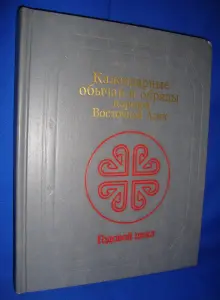 Календарные
обычаи и обряды
народов
Восточной Азии
Годовой цикл